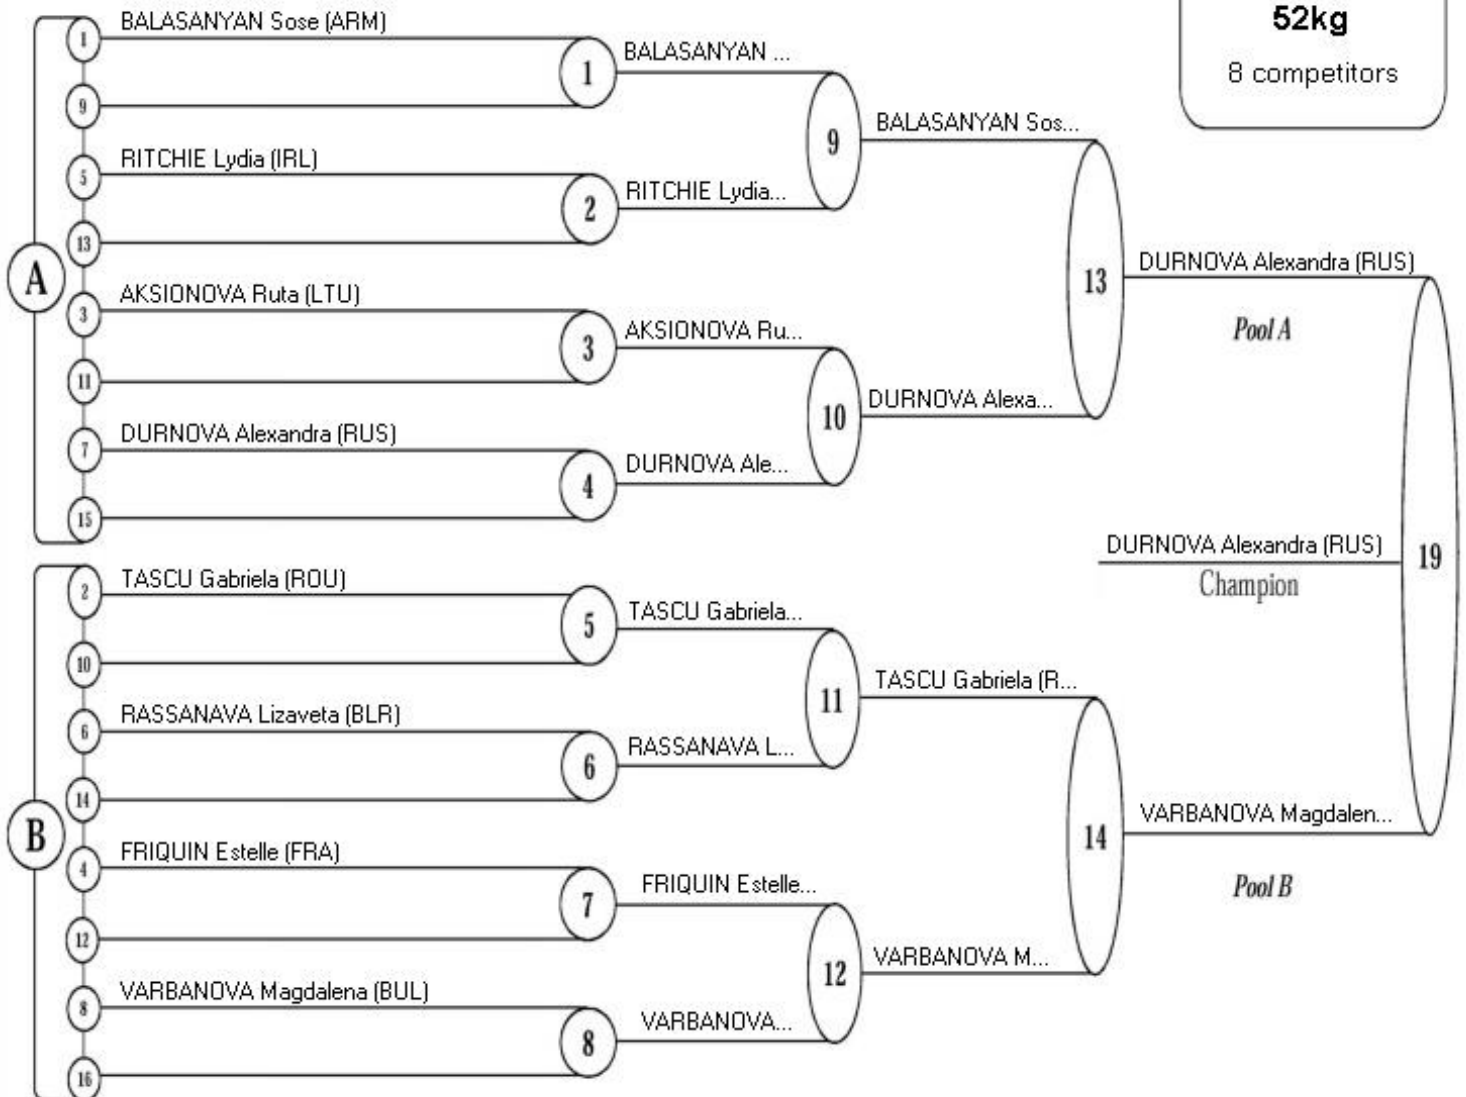 52kg
8 competitors
A
1
BALASANYAN Sose (ARM)
9
1
BALASANYAN ...
5
RITCHIE Lydia (IRL)
13
2
RITCHIE Lydia...
9
BALASANYAN Sos...
3
AKSIONOVA Ruta (LTU)
11
3
AKSIONOVA Ru...
7
DURNOVA Alexandra (RUS)
15
4
DURNOVA Ale...
10
DURNOVA Alexa...
13
DURNOVA Alexandra (RUS)
Pool A
B
2
TASCU Gabriela (ROU)
10
5
TASCU Gabriela...
6
RASSANAVA Lizaveta (BLR)
14
6
RASSANAVA L...
11
TASCU Gabriela (R...
4
FRIQUIN Estelle (FRA)
12
7
FRIQUIN Estelle...
8
VARBANOVA Magdalena (BUL)
16
8
VARBANOVA...
12
VARBANOVA M...
14
VARBANOVA Magdalen...
Pool B
19
DURNOVA Alexandra (RUS)
Champion